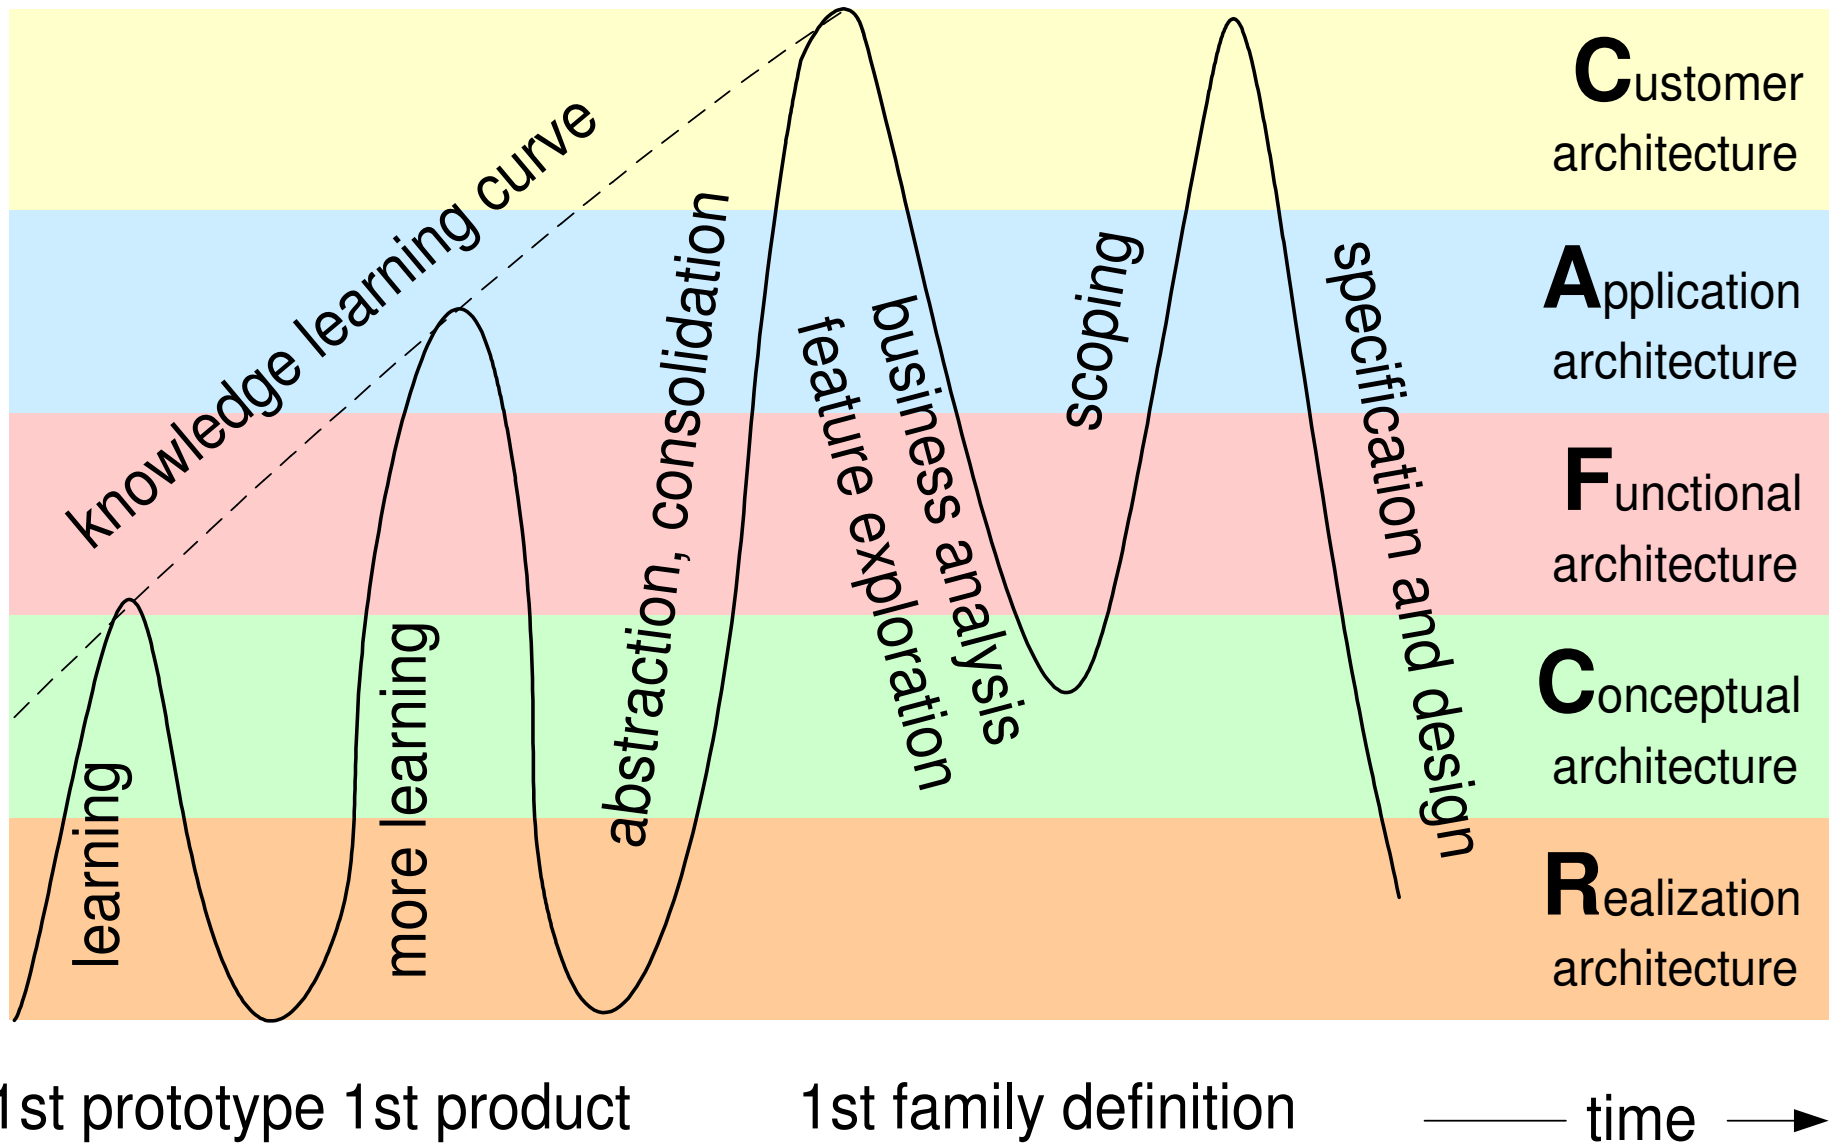 knowledge learning curve
learning
more learning
abstraction, consolidation
feature exploration
business analysis
scoping
specification and design
Customer
architecture
Application
architecture
Functional
architecture
Conceptual
architecture
Realization
architecture
1st prototype
1st product
1st family definition
time